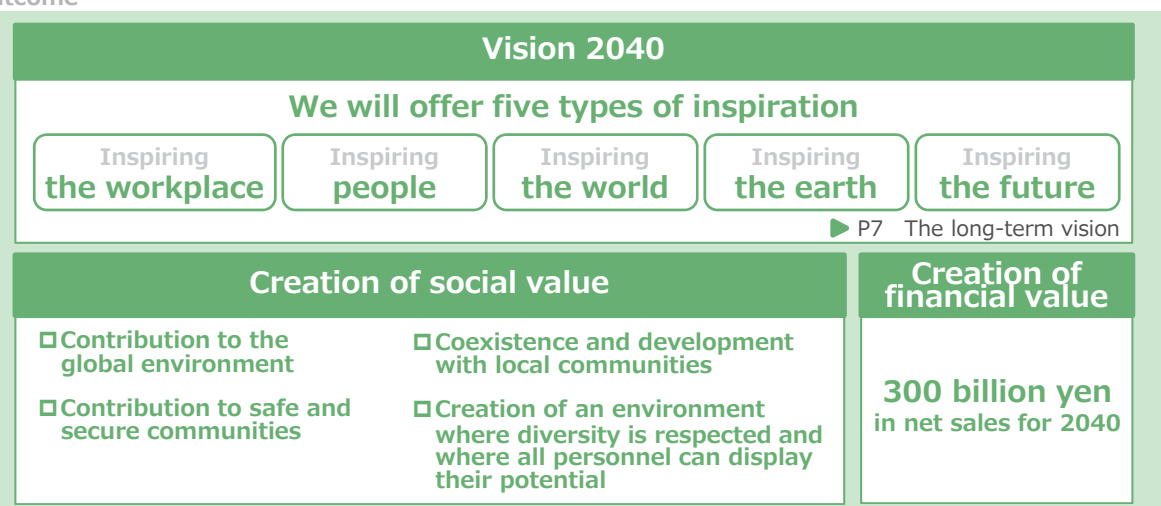 Vision 2040
We will offer five types of inspiration
Inspiring
the workplace
Inspiring
people
Inspiring
the world
Inspiring
the earth
Inspiring
the future
▶ P7 The long-term vision
Creation of social value
Contribution to the
global environment
Contribution to safe and
secure communities
Coexistence and development
with local communities
Creation of an environment
where diversity is respected and
where all personnel can display
their potential
Creation of
financial value
300 billion yen
in net sales for 2040